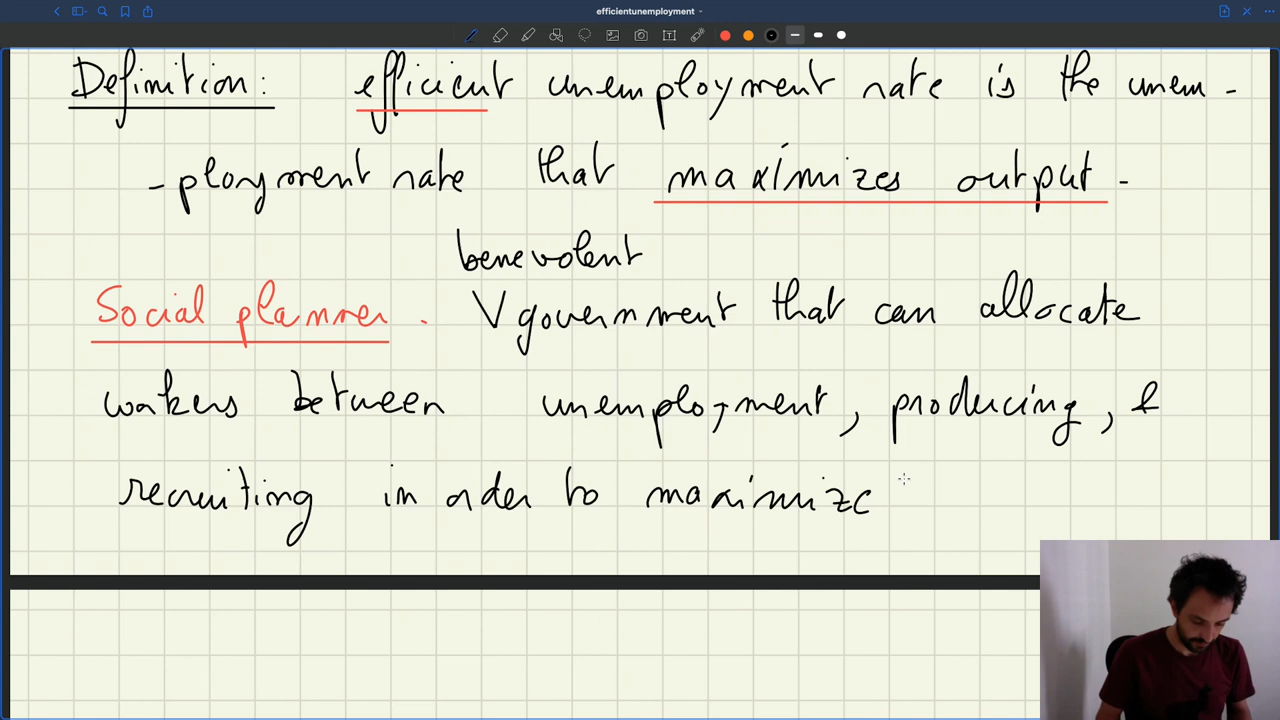 efficientunemployment
Definition: efficient unemployment rate is the unem-
-ployment rate that maximizes output.
benevolent
Social planner. V government that can allocate
workers between unemployment, producing, &
recruiting in order to maximize